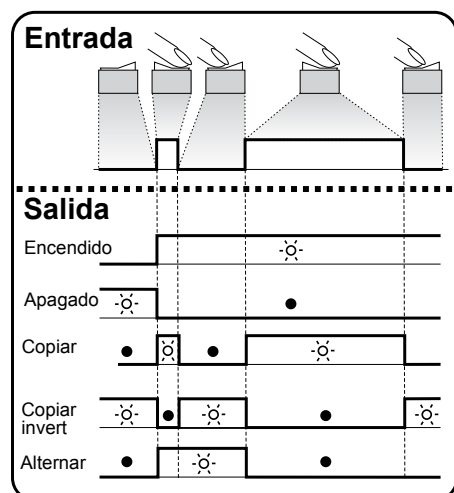 Entrada
Salida
Encendido
Apagado
Copiar
Copiar
invert
Alternar